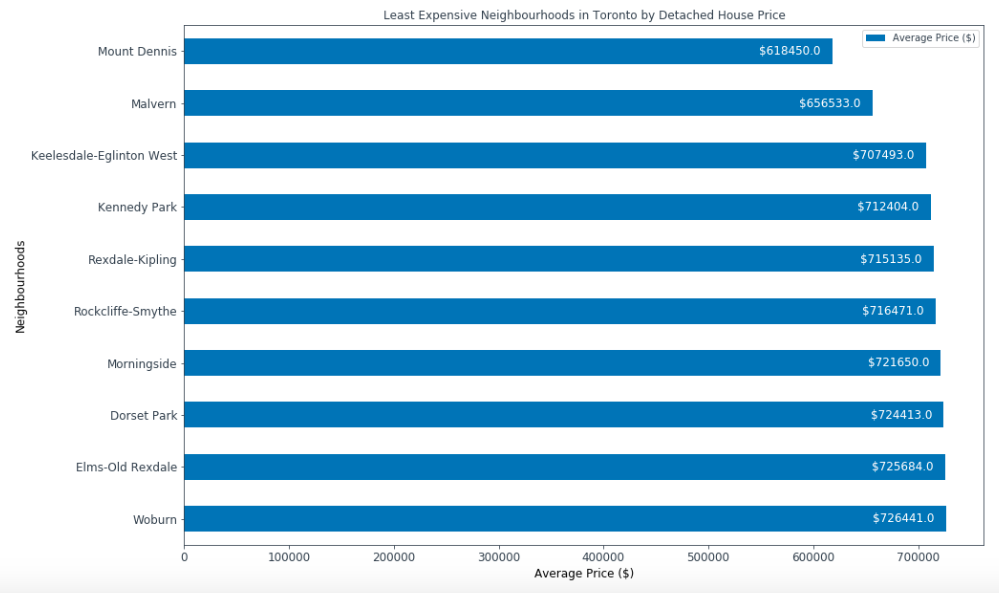 Least Expensive Neighbourhoods in Toronto by Detached House Price
Average Price ($)
Mount Dennis $618450.0
Malvern $656533.0
Keelesdale-Eglinton West $707493.0
Kennedy Park $712404.0
Rexdale-Kipling $715135.0
Rockcliffe-Smythe $716471.0
Morningside $721650.0
Dorset Park $724413.0
Elms-Old Rexdale $725684.0
Woburn $726441.0
Neighbourhoods
0 100000 200000 300000 400000 500000 600000 700000
Average Price ($)